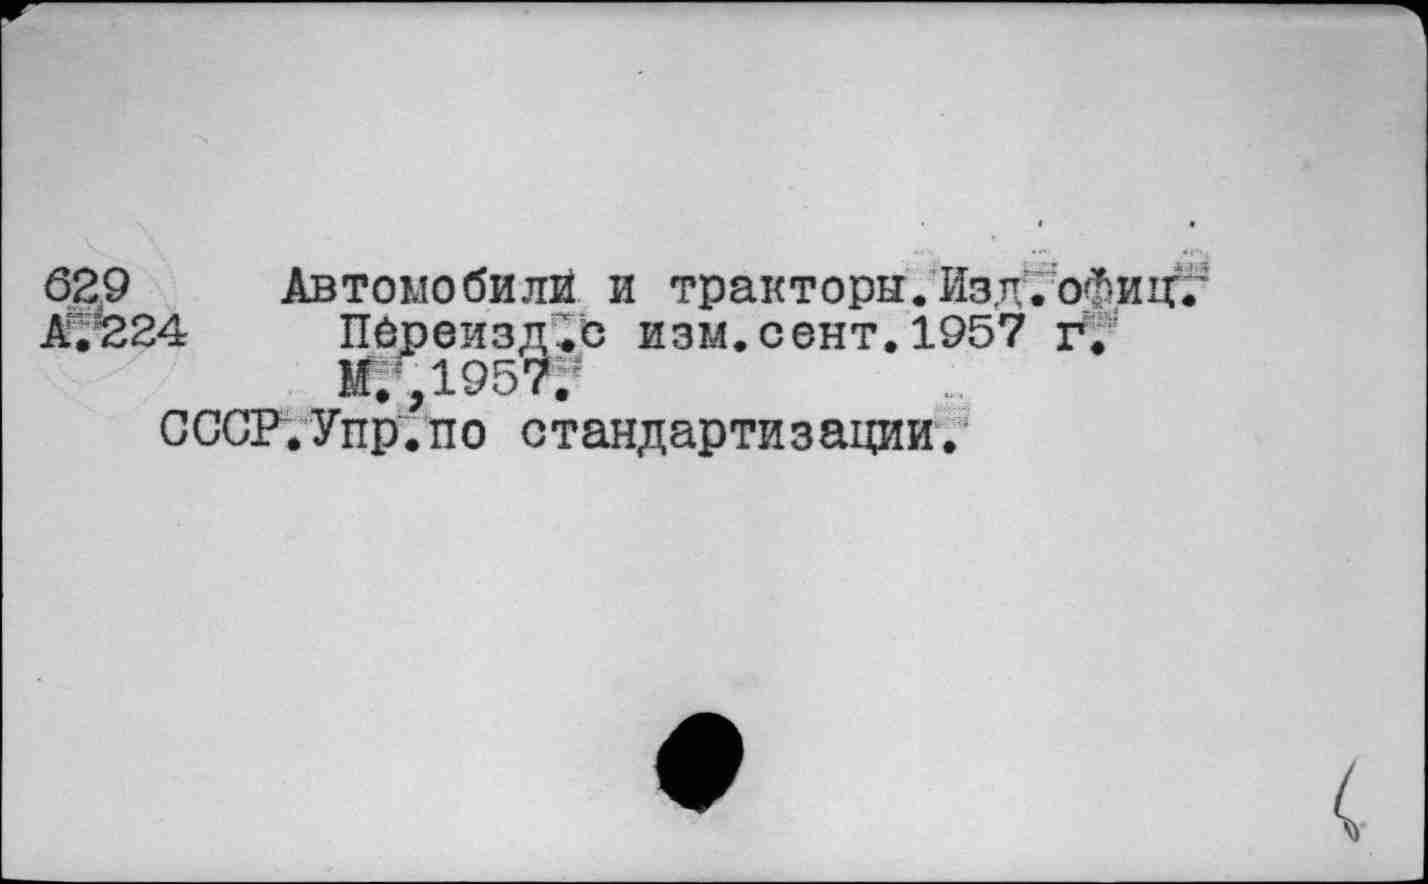 629 Автомобили и тракторы.Изд.офиц.
А.224 Переизд.с изм.сент.1957 г.
М.,1957.
СССР.Упр.по стандартизации.